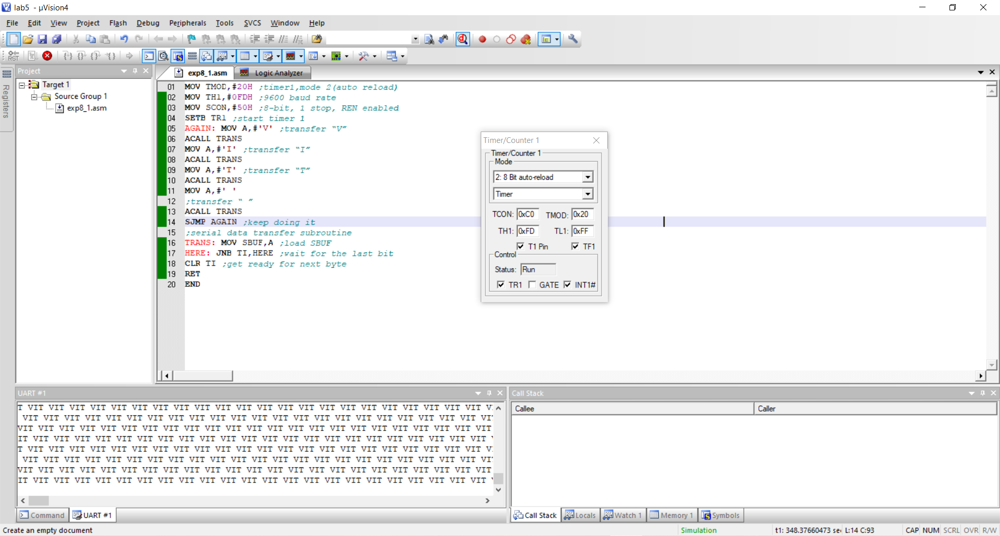 lab5 - µVision4
File Edit View Project Flash Debug Peripherals Tools SVCS Window Help
RST
Project
Registers
Target 1
Source Group 1
exp8_1.asm
exp8_1.asm Logic Analyzer
01 MOV TMOD,#20H ;timer1,mode 2(auto reload)
02 MOV TH1,#0FDH ;9600 baud rate
03 MOV SCON,#50H ;8-bit, 1 stop, REN enabled
04 SETB TR1 ;start timer 1
05 AGAIN: MOV A,#'V' ;transfer “V”
06 ACALL TRANS
07 MOV A,#'I' ;transfer “I”
08 ACALL TRANS
09 MOV A,#'T' ;transfer “T”
10 ACALL TRANS
11 MOV A,#' '
12 ;transfer “ ”
13 ACALL TRANS
14 SJMP AGAIN ;keep doing it
15 ;serial data transfer subroutine
16 TRANS: MOV SBUF,A ;load SBUF
17 HERE: JNB TI,HERE ;wait for the last bit
18 CLR TI ;get ready for next byte
19 RET
20 END
Timer/Counter 1
Timer/Counter 1
Mode
2: 8 Bit auto-reload
Timer
TCON: 0xC0 TMOD: 0x20
TH1: 0xFD TL1: 0xFF
T1 Pin TF1
Control
Status: Run
TR1 GATE INT1#
UART #1
T VIT VIT VIT VIT VIT VIT VIT VIT VIT VIT VIT VIT VIT VIT VIT VIT VIT VIT VIT VIT VIT VIT V
VIT VIT VIT VIT VIT VIT VIT VIT VIT VIT VIT VIT VIT VIT VIT VIT VIT VIT VIT VIT VIT VIT VI
VIT VIT VIT VIT VIT VIT VIT VIT VIT VIT VIT VIT VIT VIT VIT VIT VIT VIT VIT VIT VIT VIT VIT
IT VIT VIT VIT VIT VIT VIT VIT VIT VIT VIT VIT VIT VIT VIT VIT VIT VIT VIT VIT VIT VIT VIT
T VIT VIT VIT VIT VIT VIT VIT VIT VIT VIT VIT VIT VIT VIT VIT VIT VIT VIT VIT VIT VIT VIT V
VIT VIT VIT VIT VIT VIT VIT VIT VIT VIT VIT VIT VIT VIT VIT VIT VIT VIT VIT VIT VIT VIT VI
VIT VIT VIT VIT VIT VIT VIT VIT VIT VIT VIT VIT VIT VIT VIT VIT VIT VIT VIT VIT VIT VIT VIT
IT VIT VIT VIT VIT VIT VIT VIT VIT VIT VIT VIT VIT VIT VIT VIT VIT VIT VIT VIT VIT VIT VIT
Command UART #1
Call Stack
Callee Caller
Call Stack Locals Watch 1 Memory 1 Symbols
Create an empty document Simulation t1: 348.37660473 se L:14 C:93 CAP NUM SCRL OVR R/W